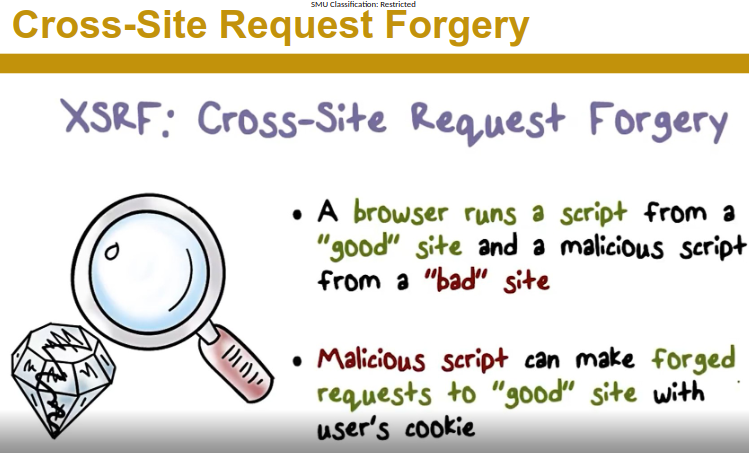 SMU Classification: Restricted
Cross-Site Request Forgery
XSRF: Cross-Site Request Forgery
• A browser runs a script from a
"good" site and a malicious script
from a "bad" site
• Malicious script can make forged
requests to "good" site with
user's cookie